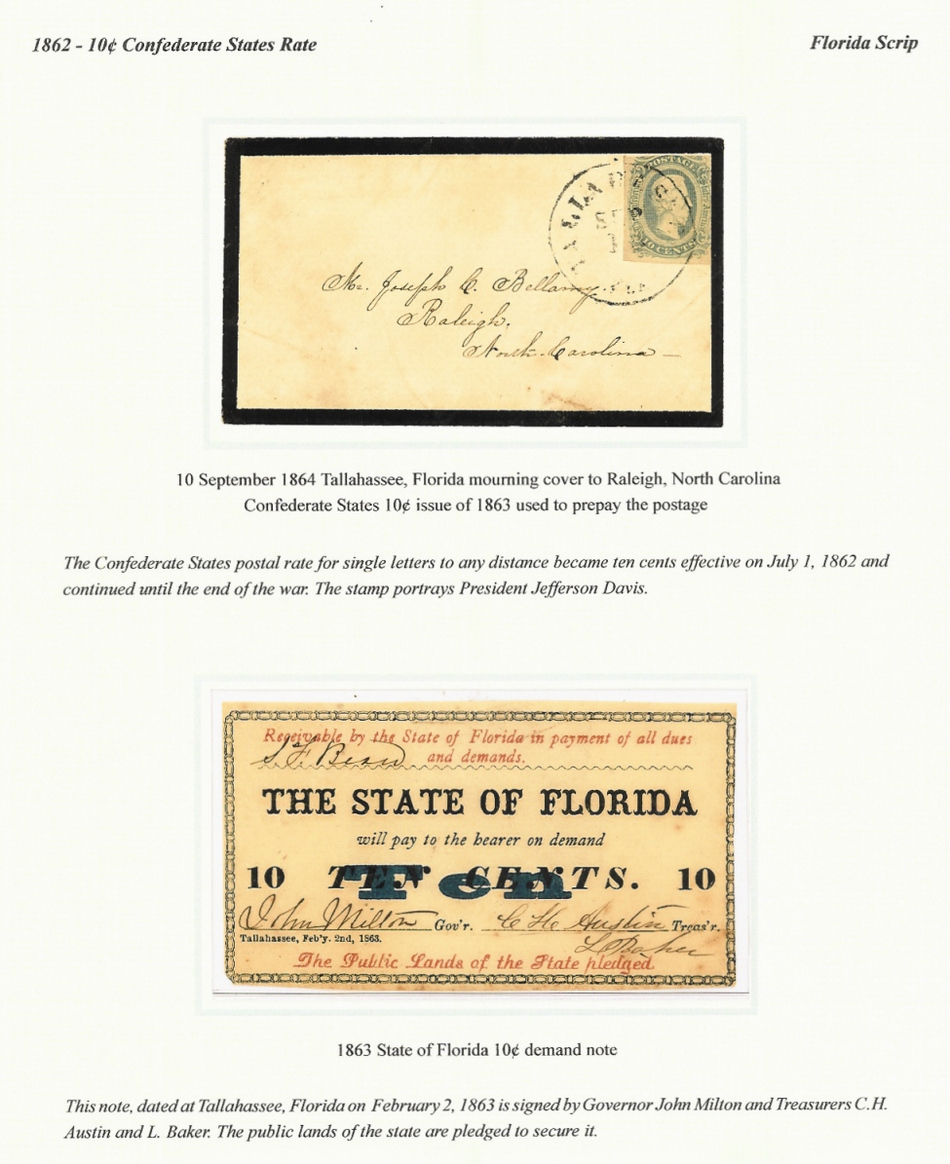 1862 - 10¢ Confederate States Rate
Florida Scrip
TALLAHA
SE
POSTAGE
10 CENTS
Mr. Joseph C. Bellamy.
Raleigh.
North Carolina
10 September 1864 Tallahassee, Florida mourning cover to Raleigh, North Carolina
Confederate States 10¢ issue of 1863 used to prepay the postage
The Confederate States postal rate for single letters to any distance became ten cents effective on July 1, 1862 and
continued until the end of the war. The stamp portrays President Jefferson Davis.
Receivable by the State of Florida in payment of all dues
and demands.
THE STATE OF FLORIDA
will pay to the bearer on demand
10 TEN CENTS. 10
Ten
John Milton Gov'r. C H Austin Treas'r.
Tallahassee, Feb'y. 2nd, 1863.
L Baker
The Public Lands of the State pledged
1863 State of Florida 10¢ demand note
This note, dated at Tallahassee, Florida on February 2, 1863 is signed by Governor John Milton and Treasurers C.H.
Austin and L. Baker. The public lands of the state are pledged to secure it.